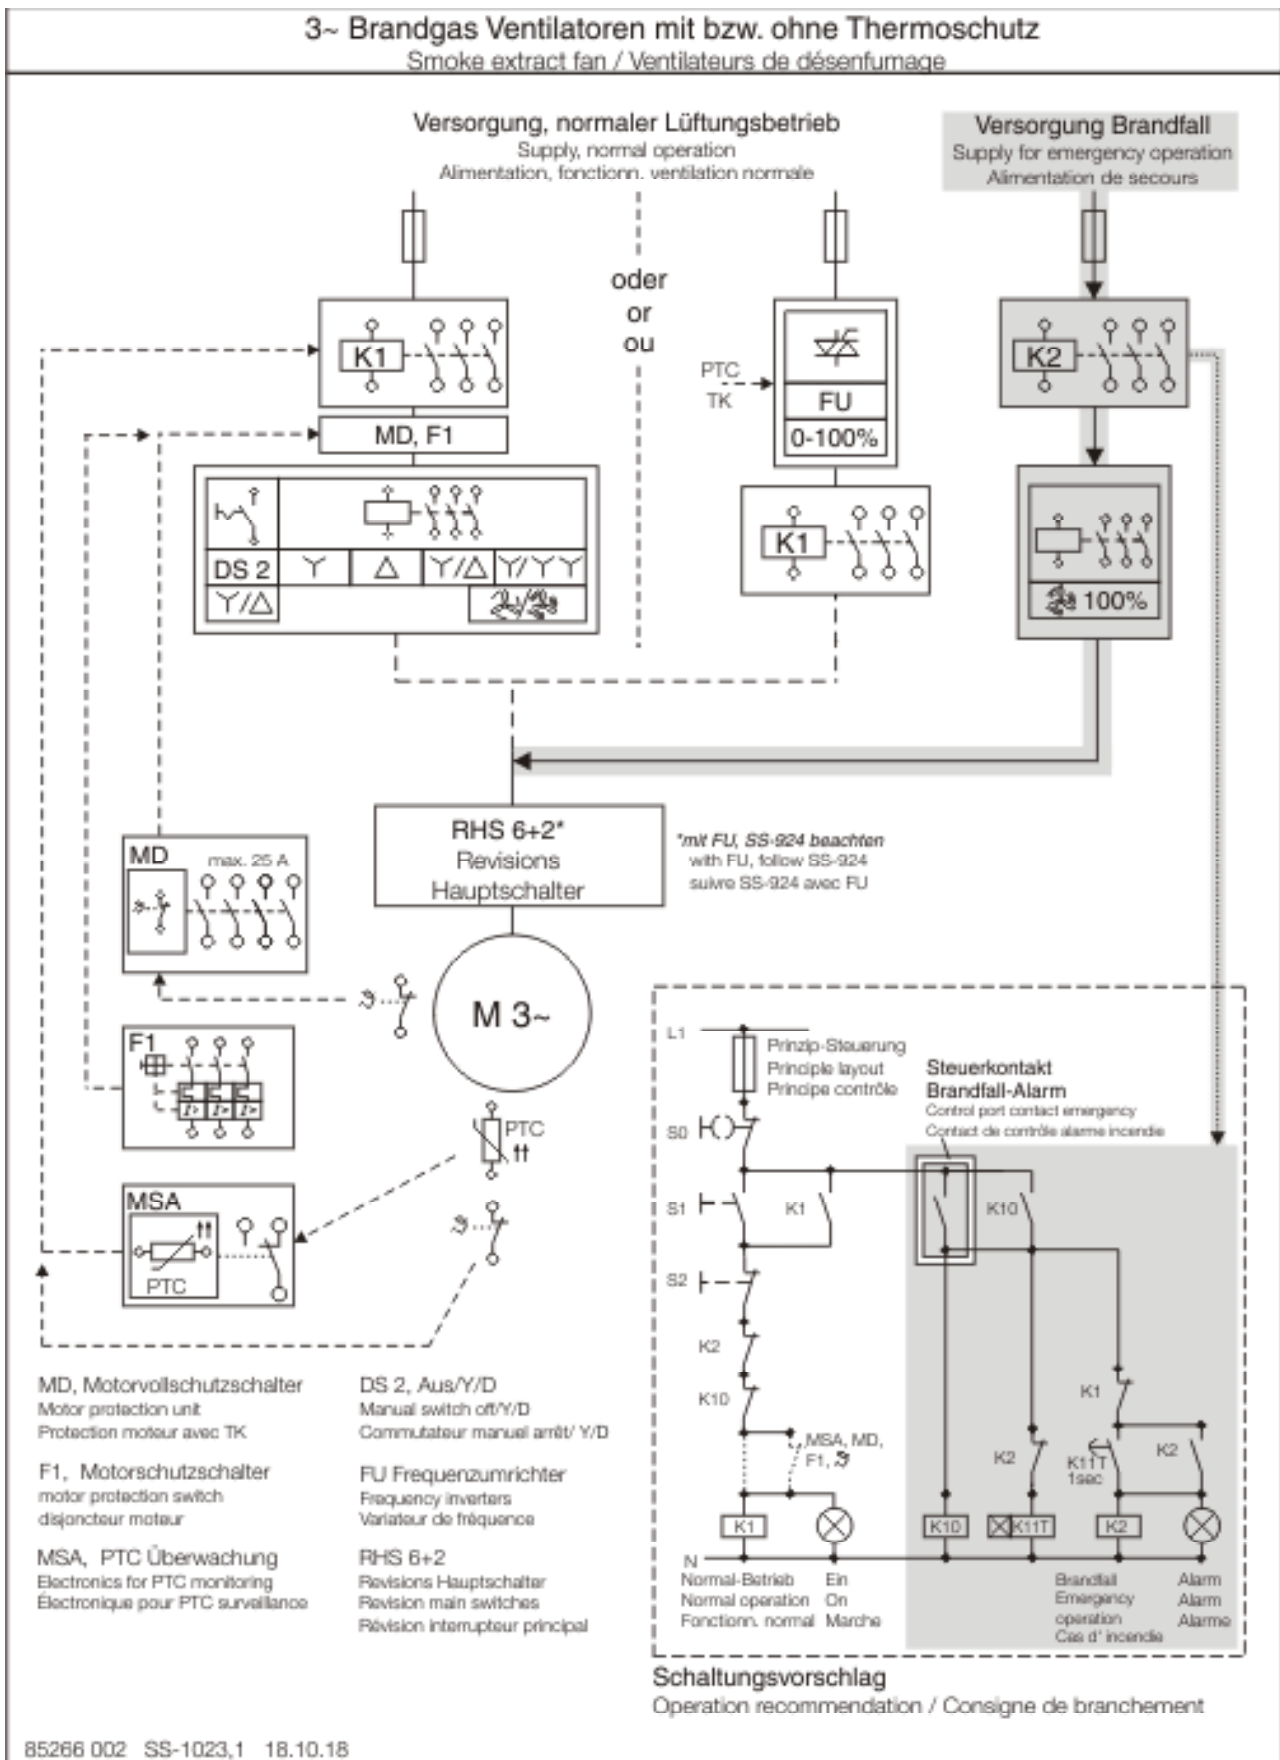 3~ Brandgas Ventilatoren mit bzw. ohne Thermoschutz
Smoke extract fan / Ventilateurs de désenfumage
Versorgung, normaler Lüftungsbetrieb
Supply, normal operation
Alimentation, fonctionn. ventilation normale
Versorgung Brandfall
Supply for emergency operation
Alimentation de secours
oder
or
ou
K1
MD, F1
DS 2
Y
△
Y/△
Y/YY
Y/△
PTC
TK
FU
0-100%
K1
K2
100%
RHS 6+2*
Revisions
Hauptschalter
*mit FU, SS-924 beachten
with FU, follow SS-924
suivre SS-924 avec FU
MD
max. 25 A
M 3~
F1
I> I> I>
PTC
MSA
PTC
L1
Prinzip-Steuerung
Principle layout
Principe contrôle
Steuerkontakt
Brandfall-Alarm
Control port contact emergency
Contact de contrôle alarme incendie
S0
S1
K1
K10
S2
K2
K10
MSA, MD,
F1, ϑ
K1
K2
K11T
1sec
K2
K1
K10
K11T
K2
N
Normal-Betrieb
Normal operation
Fonctionn. normal
Ein
On
Marche
Brandfall
Emergency
operation
Cas d' incendie
Alarm
Alarm
Alarme
MD, Motorvollschutzschalter
Motor protection unit
Protection moteur avec TK
F1, Motorschutzschalter
motor protection switch
disjoncteur moteur
MSA, PTC Überwachung
Electronics for PTC monitoring
Électronique pour PTC surveillance
DS 2, Aus/Y/D
Manual switch off/Y/D
Commutateur manuel arrêt/ Y/D
FU Frequenzumrichter
Frequency inverters
Variateur de fréquence
RHS 6+2
Revisions Hauptschalter
Revision main switches
Révision interrupteur principal
Schaltungsvorschlag
Operation recommendation / Consigne de branchement
85266 002 SS-1023,1 18.10.18